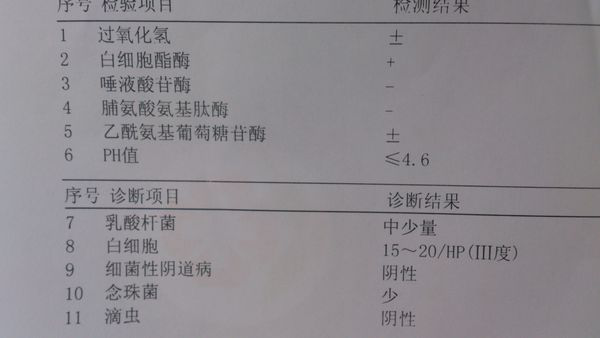 序号 检验项目 检测结果
1 过氧化氢 ±
2 白细胞酯酶 +
3 唾液酸苷酶 -
4 脯氨酸氨基肽酶 -
5 乙酰氨基葡萄糖苷酶 ±
6 PH值 ≤4.6
序号 诊断项目 诊断结果
7 乳酸杆菌 中少量
8 白细胞 15～20/HP(III度)
9 细菌性阴道病 阴性
10 念珠菌 少
11 滴虫 阴性